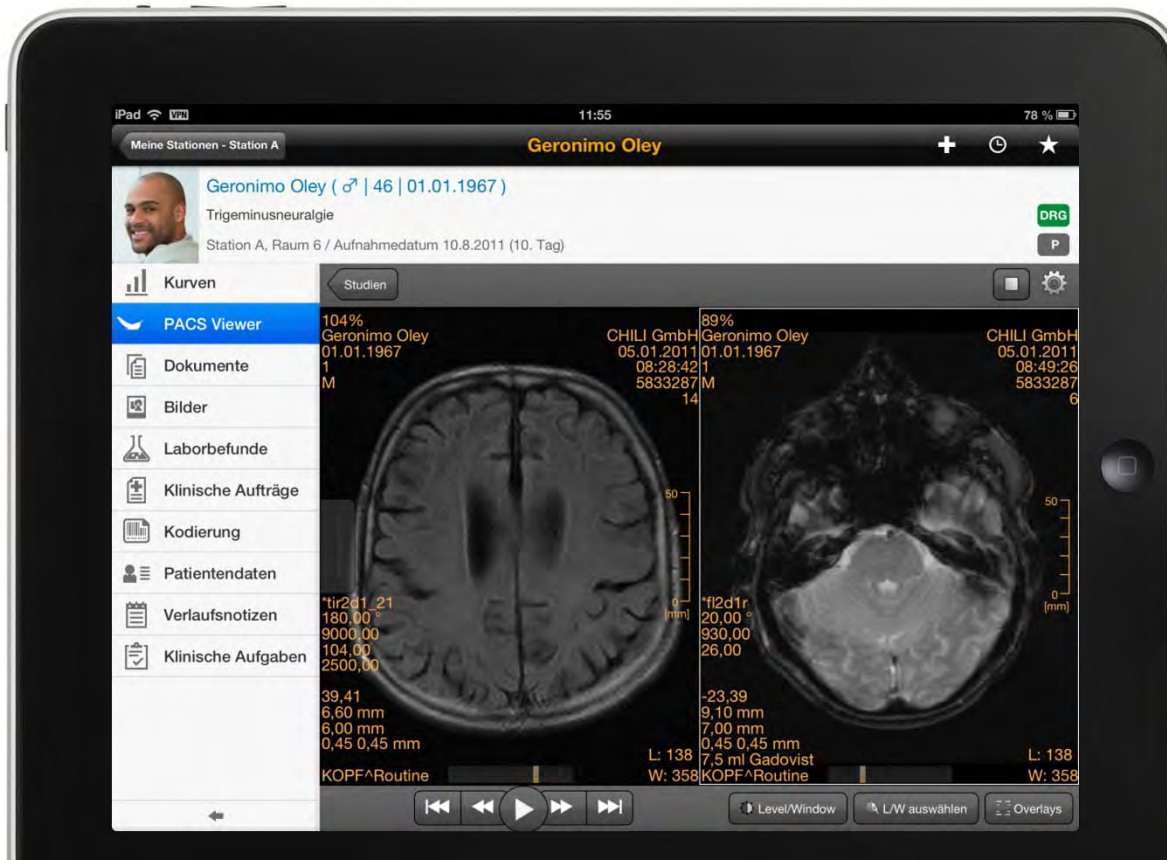 iPad VPN 11:55 78 %
Meine Stationen - Station A Geronimo Oley
Geronimo Oley ( ♂ | 46 | 01.01.1967 )
Trigeminusneuralgie
Station A, Raum 6 / Aufnahmedatum 10.8.2011 (10. Tag)
DRG
P
Kurven
PACS Viewer
Dokumente
Bilder
Laborbefunde
Klinische Aufträge
Kodierung
Patientendaten
Verlaufsnotizen
Klinische Aufgaben
Studien
104%
Geronimo Oley
01.01.1967
1
M
CHILI GmbH
05.01.2011
08:28:42
5833287
14
50
0
[mm]
*tir2d1_21
180,00 °
9000,00
104,00
2500,00
39,41
6,60 mm
6,00 mm
0,45 0,45 mm
KOPF^Routine
L: 138
W: 358
89%
Geronimo Oley
01.01.1967
1
M
CHILI GmbH
05.01.2011
08:49:26
5833287
6
50
0
[mm]
*fl2d1r
20,00 °
930,00
26,00
-23,39
9,10 mm
7,00 mm
0,45 0,45 mm
7,5 ml Gadovist
KOPF^Routine
L: 138
W: 358
Level/Window
L/W auswählen
Overlays